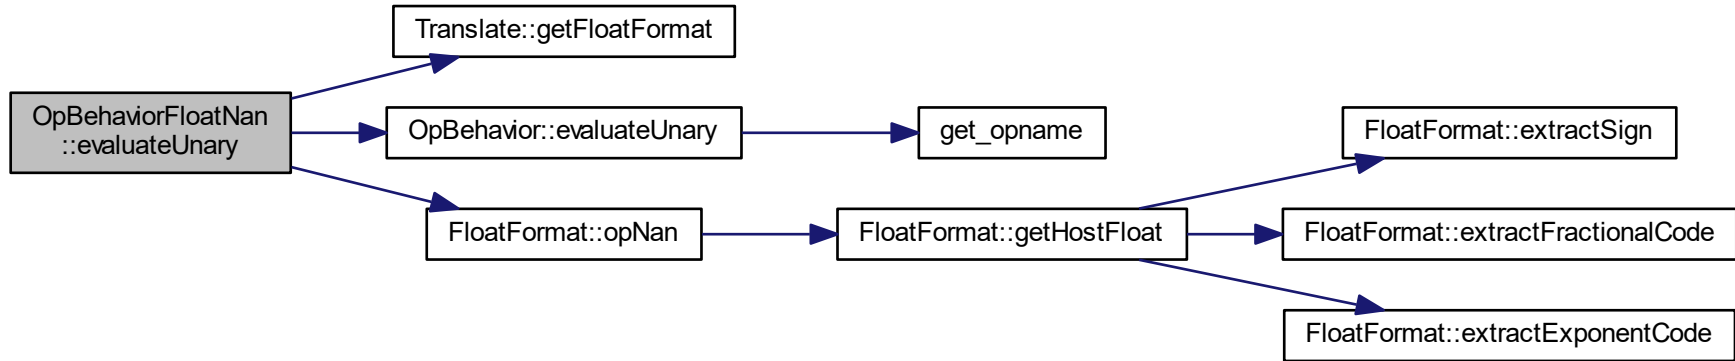 OpBehaviorFloatNan
::evaluateUnary
Translate::getFloatFormat
OpBehavior::evaluateUnary
get_opname
FloatFormat::opNan
FloatFormat::getHostFloat
FloatFormat::extractSign
FloatFormat::extractFractionalCode
FloatFormat::extractExponentCode